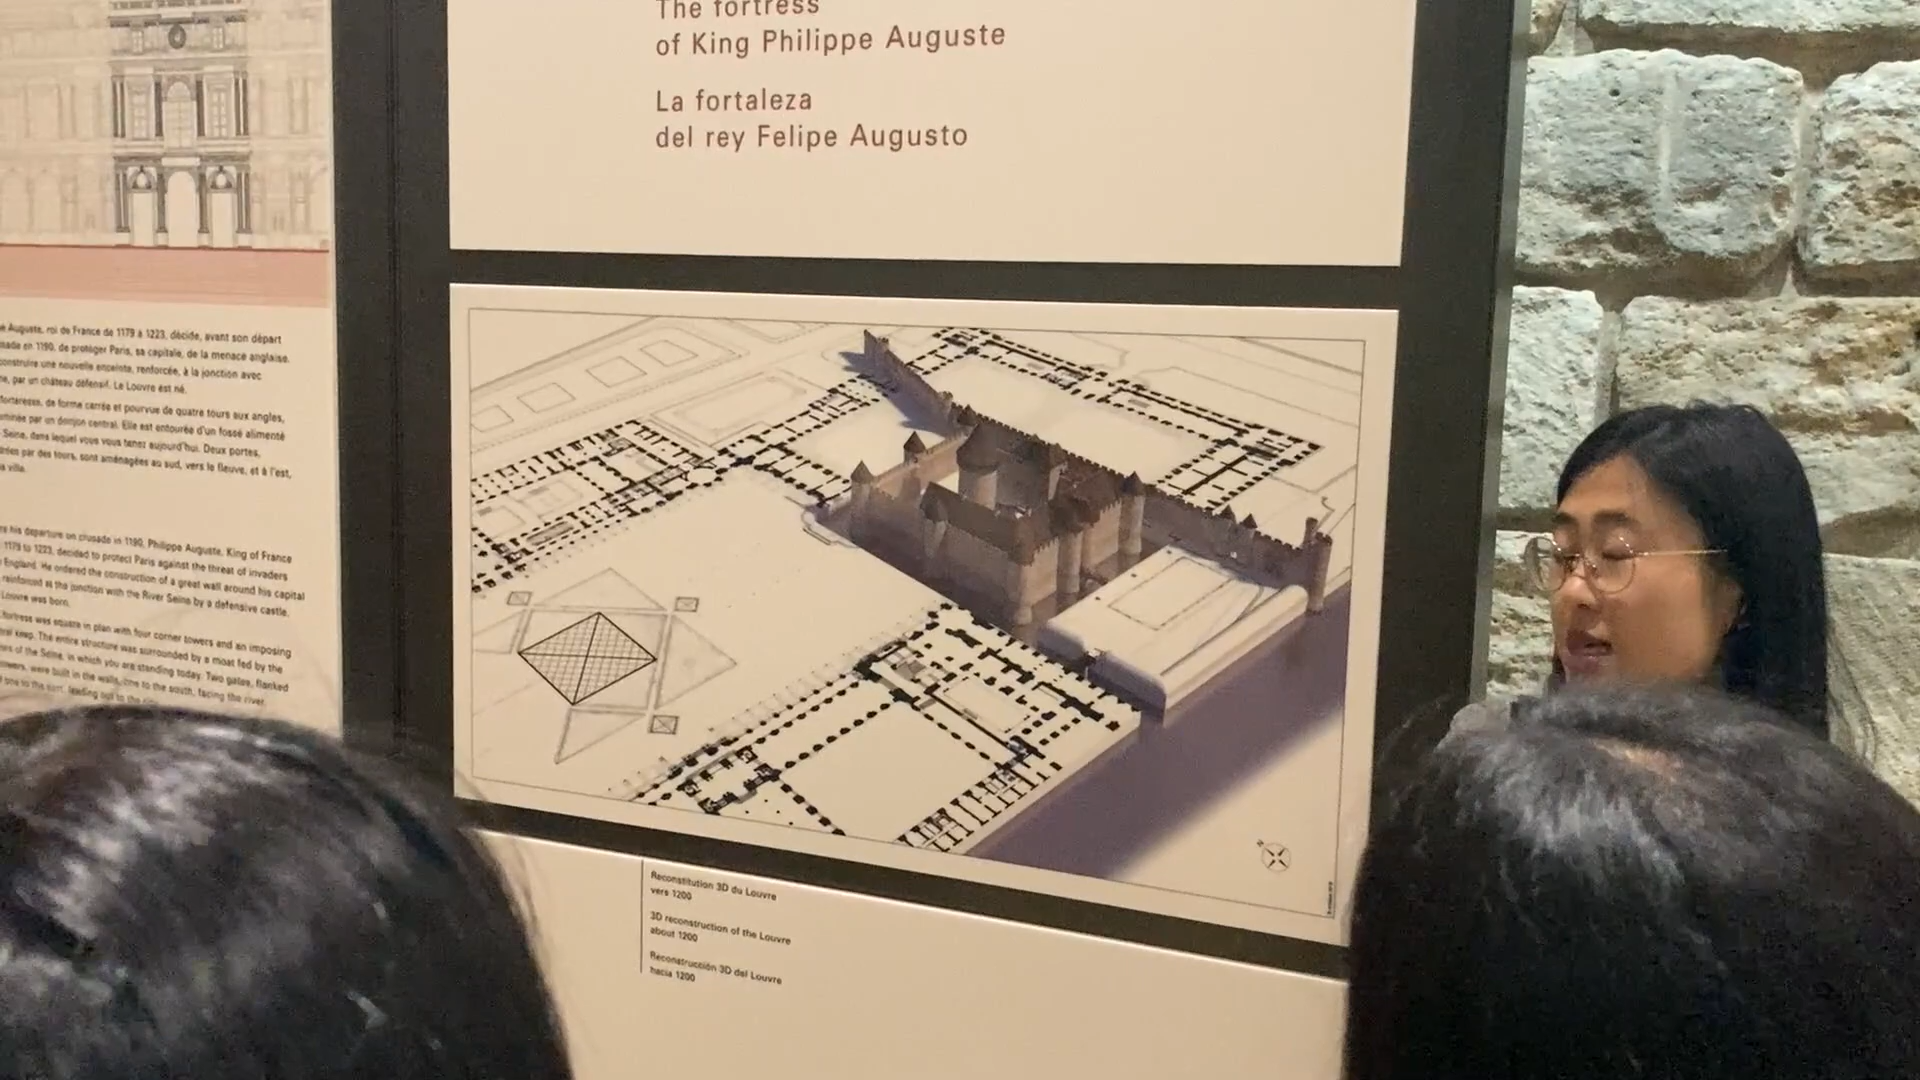 The fortress
of King Philippe Auguste
La fortaleza
del rey Felipe Augusto
Auguste, roi de France de 1179 à 1223, décide, avant son départ
en 1190, de protéger Paris, sa capitale, de la menace anglaise.
construire une nouvelle enceinte, renforcée, à la jonction avec
par un château défensif. Le Louvre est né.
forteresse, de forme carrée et pourvue de quatre tours aux angles,
par un donjon central. Elle est entourée d'un fossé alimenté
Seine, dans lequel vous vous tenez aujourd'hui. Deux portes,
par des tours, sont aménagées au sud, vers le fleuve, et à l'est,
his departure on crusade in 1190, Philippe Auguste, King of France
1179 to 1223, decided to protect Paris against the threat of invaders
England. He ordered the construction of a great wall around his capital
reinforced at the junction with the River Seine by a defensive castle.
Louvre was born.
fortress was square in plan with four corner towers and an imposing
keep. The entire structure was surrounded by a moat fed by the
of the Seine, in which you are standing today. Two gates, flanked
were built in the walls, one to the south, facing the river,
one to the east, leading out to the
Reconstitution 3D du Louvre
vers 1200
3D reconstruction of the Louvre
about 1200
Reconstrucción 3D del Louvre
hacia 1200